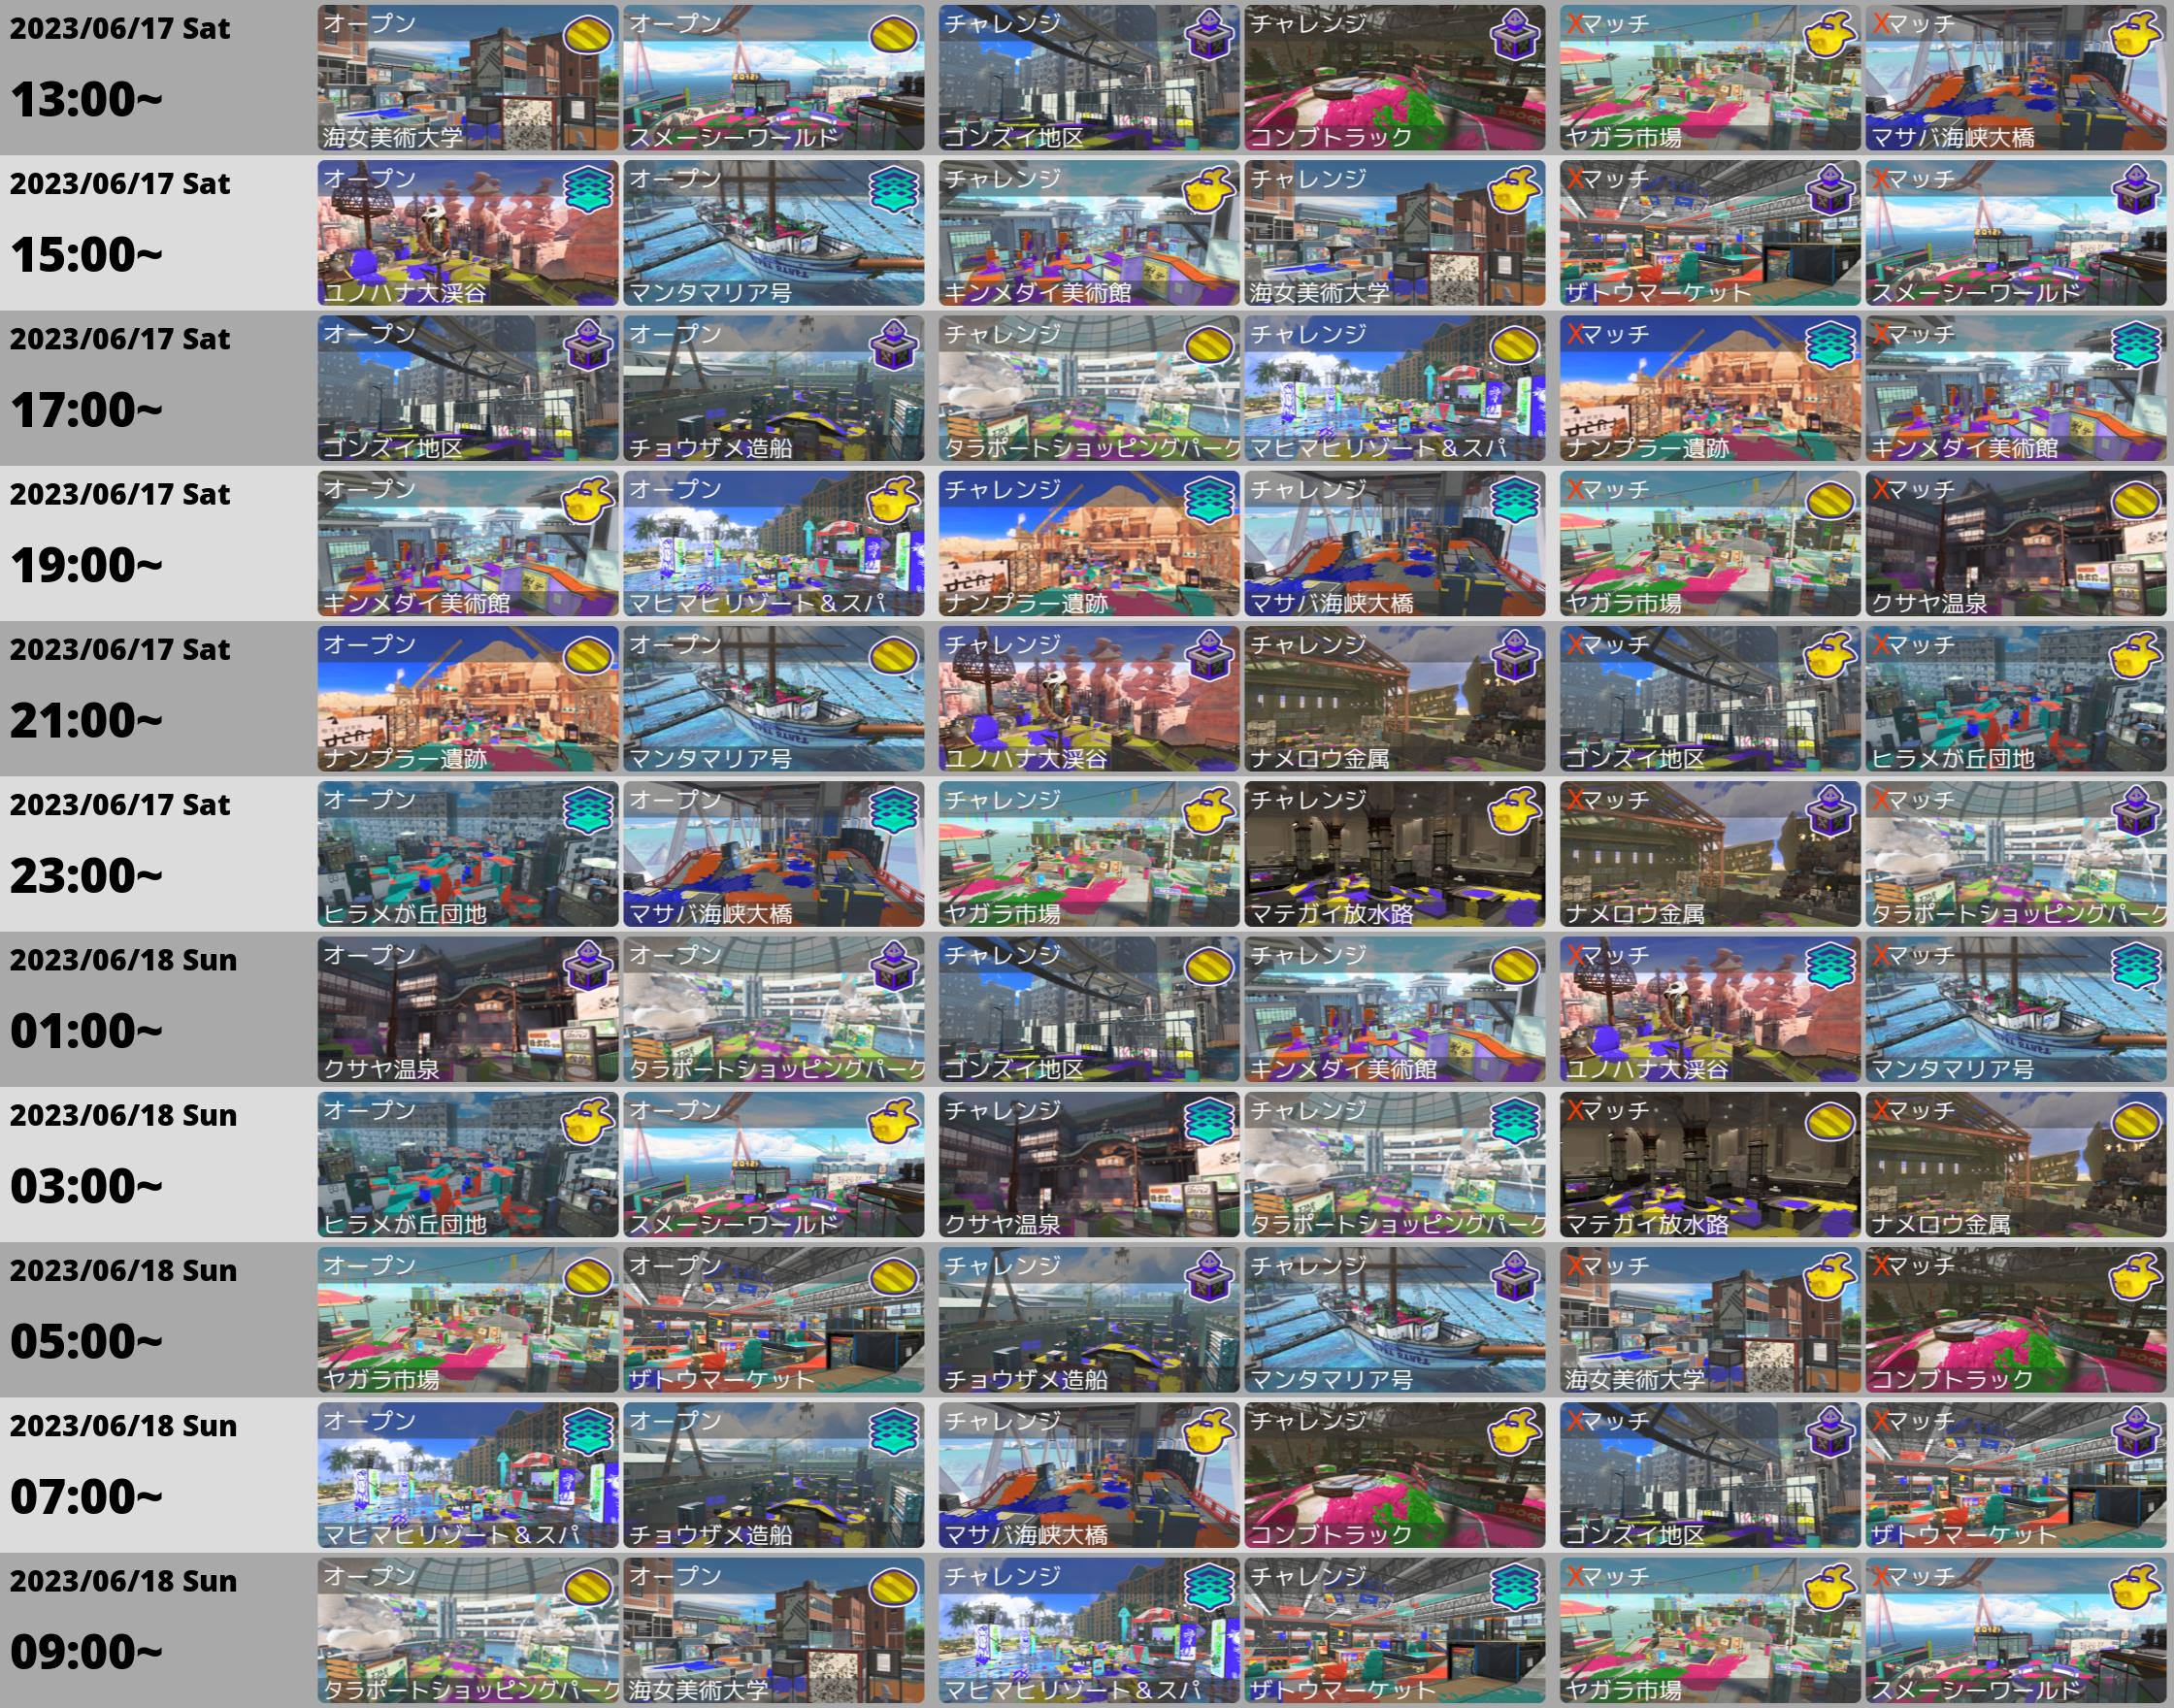 2023/06/17 Sat
13:00~
オープン オープン チャレンジ チャレンジ Xマッチ Xマッチ
海女美術大学 スメーシーワールド ゴンズイ地区 コンブトラック ヤガラ市場 マサバ海峡大橋
2023/06/17 Sat
15:00~
オープン オープン チャレンジ チャレンジ Xマッチ Xマッチ
ユノハナ大渓谷 マンタマリア号 キンメダイ美術館 海女美術大学 ザトウマーケット スメーシーワールド
2023/06/17 Sat
17:00~
オープン オープン チャレンジ チャレンジ Xマッチ Xマッチ
ゴンズイ地区 チョウザメ造船 タラポートショッピングパーク マヒマヒリゾート&スパ ナンプラー遺跡 キンメダイ美術館
2023/06/17 Sat
19:00~
オープン オープン チャレンジ チャレンジ Xマッチ Xマッチ
キンメダイ美術館 マヒマヒリゾート&スパ ナンプラー遺跡 マサバ海峡大橋 ヤガラ市場 クサヤ温泉
2023/06/17 Sat
21:00~
オープン オープン チャレンジ チャレンジ Xマッチ Xマッチ
ナンプラー遺跡 マンタマリア号 ユノハナ大渓谷 ナメロウ金属 ゴンズイ地区 ヒラメが丘団地
2023/06/17 Sat
23:00~
オープン オープン チャレンジ チャレンジ Xマッチ Xマッチ
ヒラメが丘団地 マサバ海峡大橋 ヤガラ市場 マテガイ放水路 ナメロウ金属 タラポートショッピングパーク
2023/06/18 Sun
01:00~
オープン オープン チャレンジ チャレンジ Xマッチ Xマッチ
クサヤ温泉 タラポートショッピングパーク ゴンズイ地区 キンメダイ美術館 ユノハナ大渓谷 マンタマリア号
2023/06/18 Sun
03:00~
オープン オープン チャレンジ チャレンジ Xマッチ Xマッチ
ヒラメが丘団地 スメーシーワールド クサヤ温泉 タラポートショッピングパーク マテガイ放水路 ナメロウ金属
2023/06/18 Sun
05:00~
オープン オープン チャレンジ チャレンジ Xマッチ Xマッチ
ヤガラ市場 ザトウマーケット チョウザメ造船 マンタマリア号 海女美術大学 コンブトラック
2023/06/18 Sun
07:00~
オープン オープン チャレンジ チャレンジ Xマッチ Xマッチ
マヒマヒリゾート&スパ チョウザメ造船 マサバ海峡大橋 コンブトラック ゴンズイ地区 ザトウマーケット
2023/06/18 Sun
09:00~
オープン オープン チャレンジ チャレンジ Xマッチ Xマッチ
タラポートショッピングパーク 海女美術大学 マヒマヒリゾート&スパ ザトウマーケット ヤガラ市場 スメーシーワールド